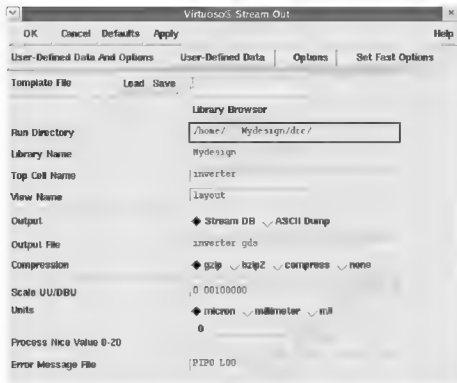 Virtuoso® Stream Out
OK Cancel Defaults Apply Help
User-Defined Data And Options User-Defined Data Options Set Fast Options
Template File Load Save
Library Browser
Run Directory /home/ Mydesign/drc/
Library Name Mydesign
Top Cell Name inverter
View Name layout
Output Stream DB ASCII Dump
Output File inverter gds
Compression gzip bzip2 compress none
Scale UU/DBU 0 00100000
Units micron millimeter mil
0
Process Nice Value 0-20
Error Message File PIPO LOG